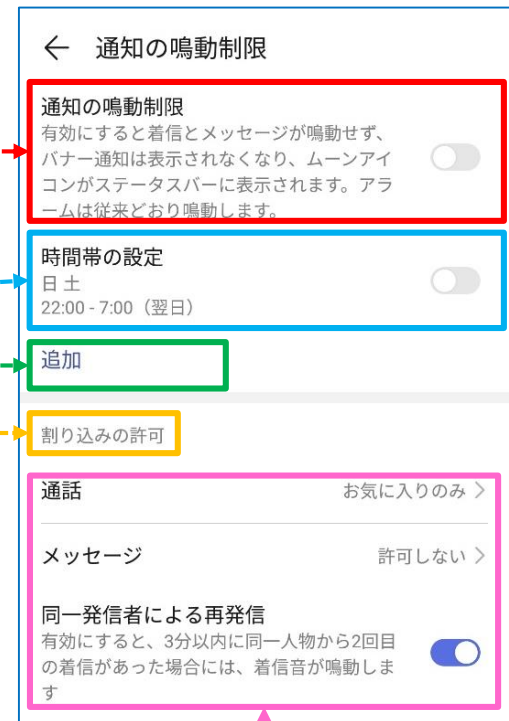 ← 通知の鳴動制限
通知の鳴動制限
有効にすると着信とメッセージが鳴動せず、
バナー通知は表示されなくなり、ムーンアイ
コンがステータスバーに表示されます。アラ
ームは従来どおり鳴動します。
時間帯の設定
日 土
22:00 - 7:00（翌日）
追加
割り込みの許可
通話 お気に入りのみ >
メッセージ 許可しない >
同一発信者による再発信
有効にすると、3分以内に同一人物から2回目
の着信があった場合には、着信音が鳴動しま
す